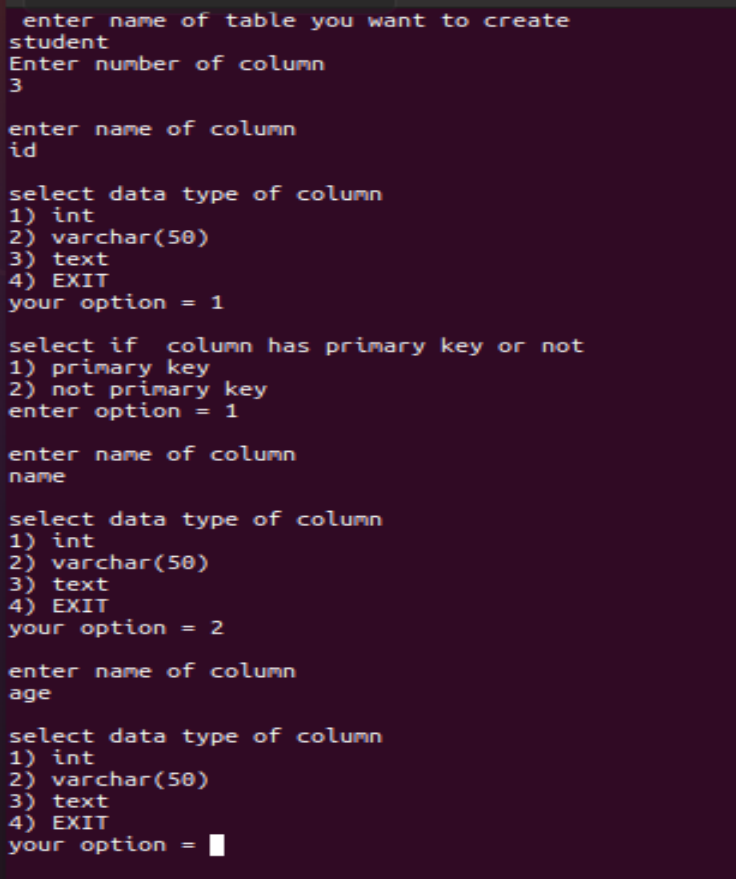 enter name of table you want to create
student
Enter number of column
3
enter name of column
id
select data type of column
1) int
2) varchar(50)
3) text
4) EXIT
your option = 1
select if  column has primary key or not
1) primary key
2) not primary key
enter option = 1
enter name of column
name
select data type of column
1) int
2) varchar(50)
3) text
4) EXIT
your option = 2
enter name of column
age
select data type of column
1) int
2) varchar(50)
3) text
4) EXIT
your option =